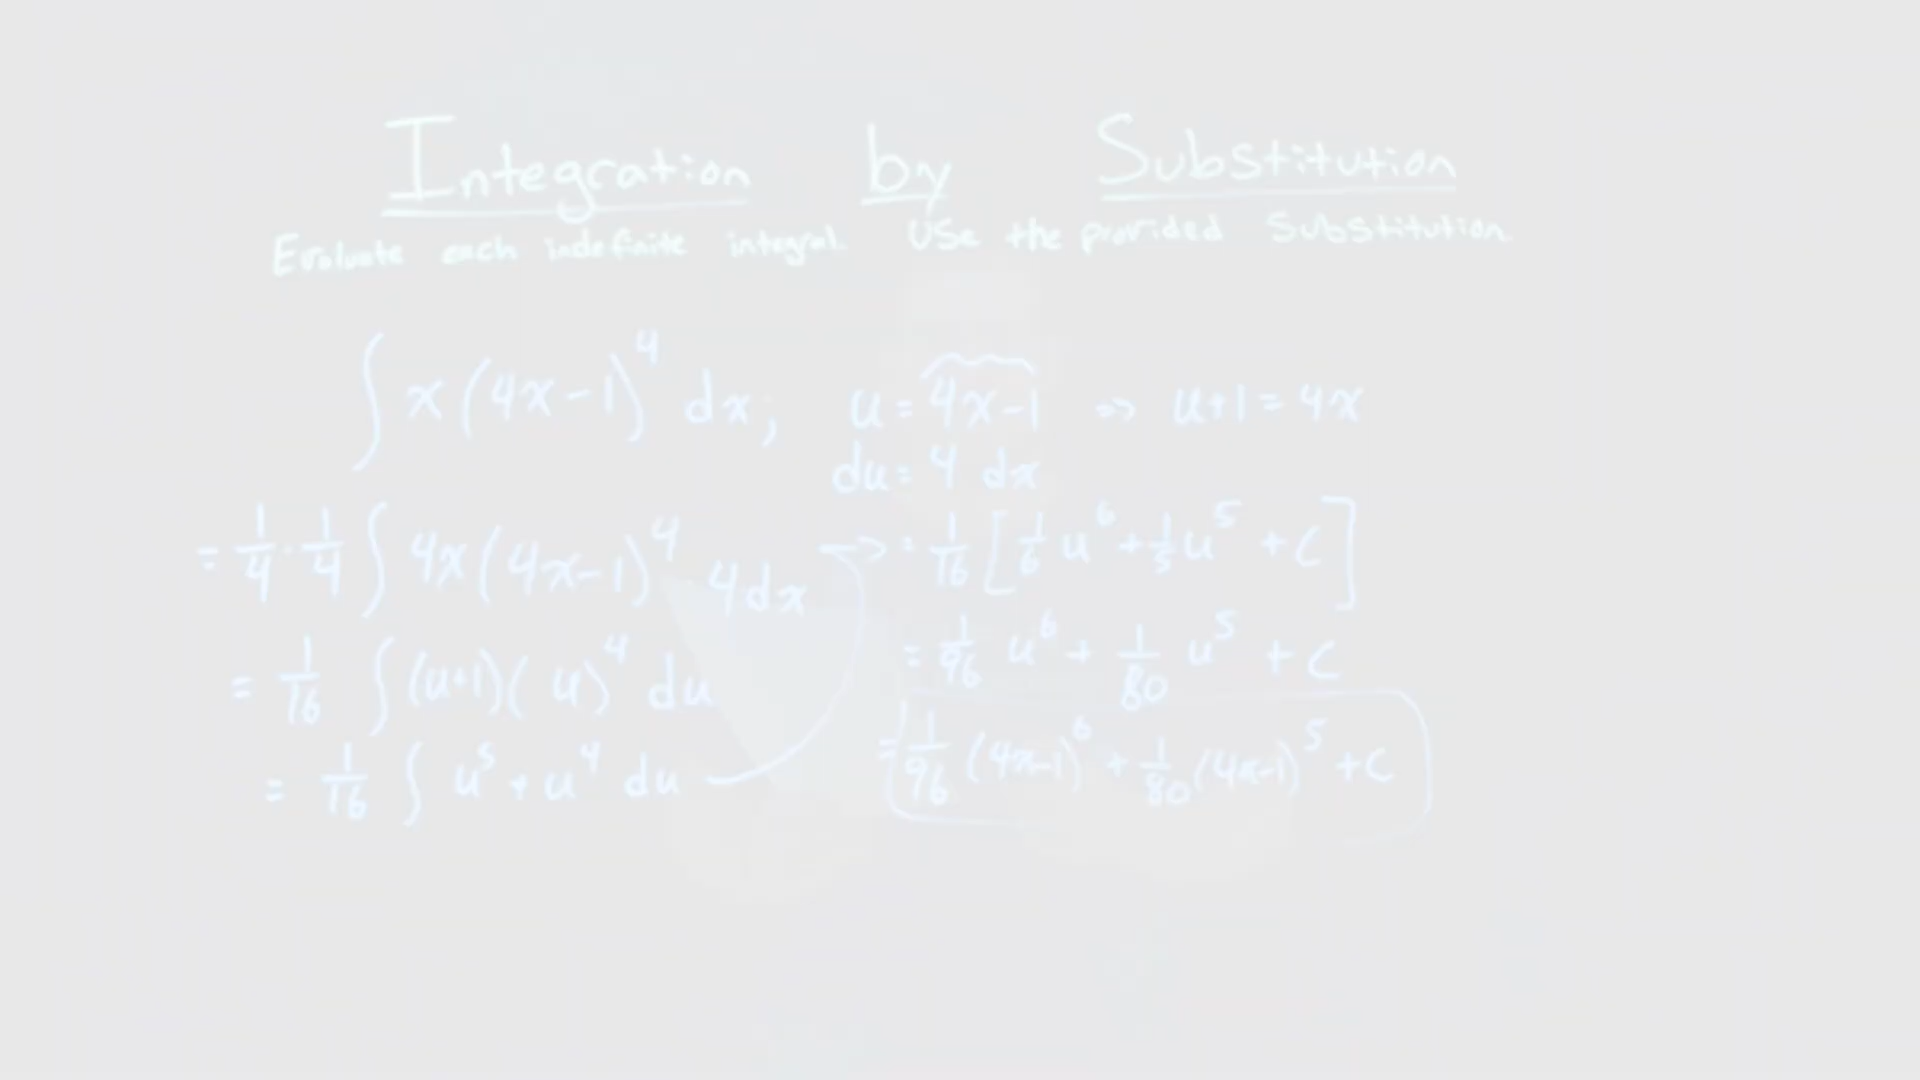 Integration by Substitution
Evaluate each indefinite integral. Use the provided substitution
∫ x(4x-1)^4 dx; u = 4x-1 ⇒ u+1 = 4x
du = 4 dx
= 1/4 · 1/4 ∫ 4x(4x-1)^4 4dx
= 1/16 ∫ (u+1)(u)^4 du
= 1/16 ∫ u^5 + u^4 du
→ = 1/16 [1/6 u^6 + 1/5 u^5 + C]
= 1/96 u^6 + 1/80 u^5 + C
= 1/96 (4x-1)^6 + 1/80 (4x-1)^5 + C